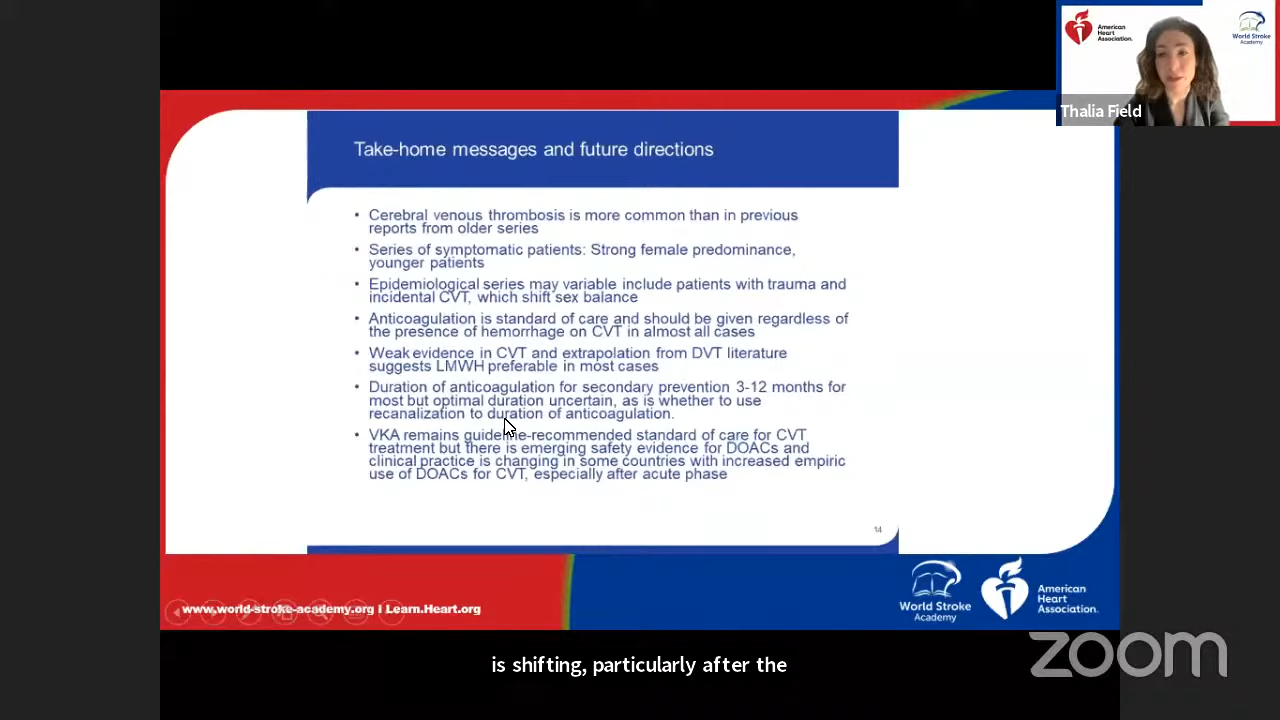 American
Heart
Association.
World Stroke
Academy
Thalia Field
Take-home messages and future directions
• Cerebral venous thrombosis is more common than in previous
reports from older series
• Series of symptomatic patients: Strong female predominance,
younger patients
• Epidemiological series may variable include patients with trauma and
incidental CVT, which shift sex balance
• Anticoagulation is standard of care and should be given regardless of
the presence of hemorrhage on CVT in almost all cases
• Weak evidence in CVT and extrapolation from DVT literature
suggests LMWH preferable in most cases
• Duration of anticoagulation for secondary prevention 3-12 months for
most but optimal duration uncertain, as is whether to use
recanalization to duration of anticoagulation.
• VKA remains guideline-recommended standard of care for CVT
treatment but there is emerging safety evidence for DOACs and
clinical practice is changing in some countries with increased empiric
use of DOACs for CVT, especially after acute phase
14
www.world-stroke-academy.org I Learn.Heart.org
World Stroke
Academy
American
Heart
Association.
zoom
is shifting, particularly after the